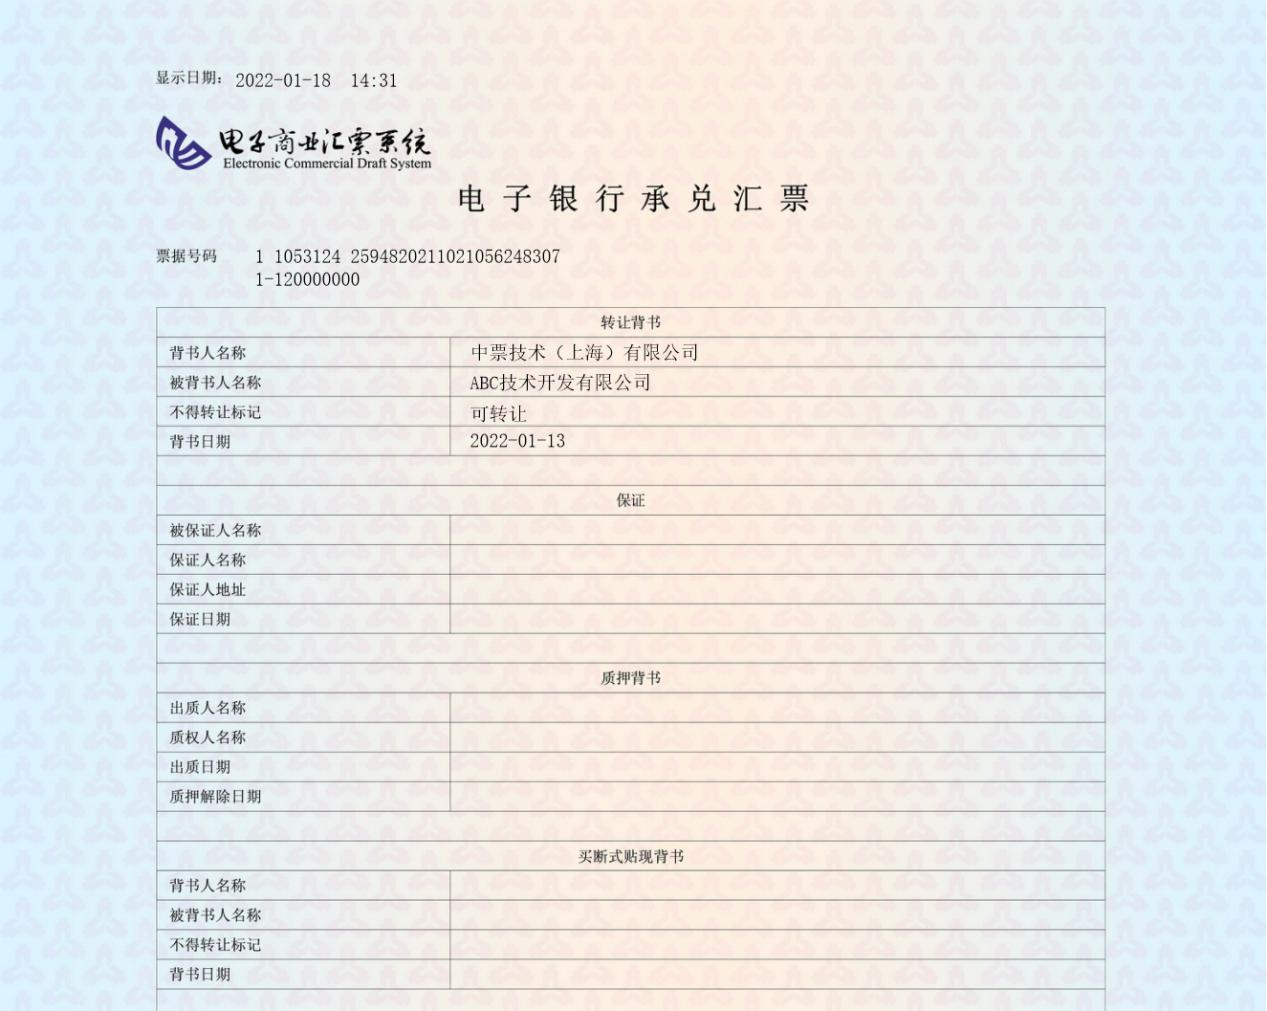 显示日期： 2022-01-18 14:31
电子商业汇票系统
Electronic Commercial Draft System
电子银行承兑汇票
票据号码 1 1053124 2594820211021056248307
1-120000000
转让背书
背书人名称 中票技术（上海）有限公司
被背书人名称 ABC技术开发有限公司
不得转让标记 可转让
背书日期 2022-01-13
保证
被保证人名称
保证人名称
保证人地址
保证日期
质押背书
出质人名称
质权人名称
出质日期
质押解除日期
买断式贴现背书
背书人名称
被背书人名称
不得转让标记
背书日期